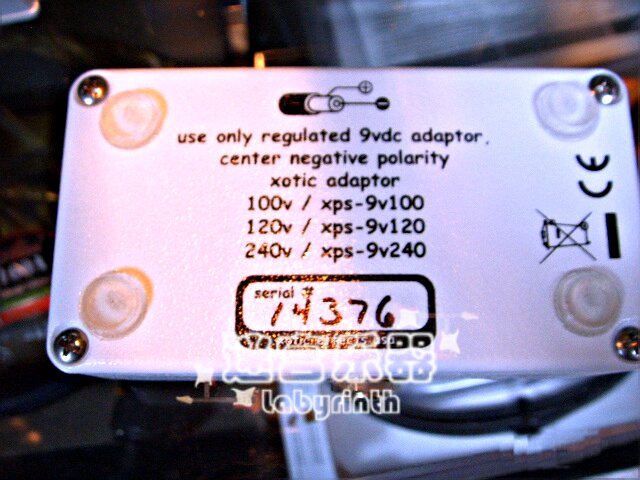 use only regulated 9vdc adaptor,
center negative polarity
xotic adaptor
100v / xps-9v100
120v / xps-9v120
240v / xps-9v240
CE
serial #
14376
Labyrinth